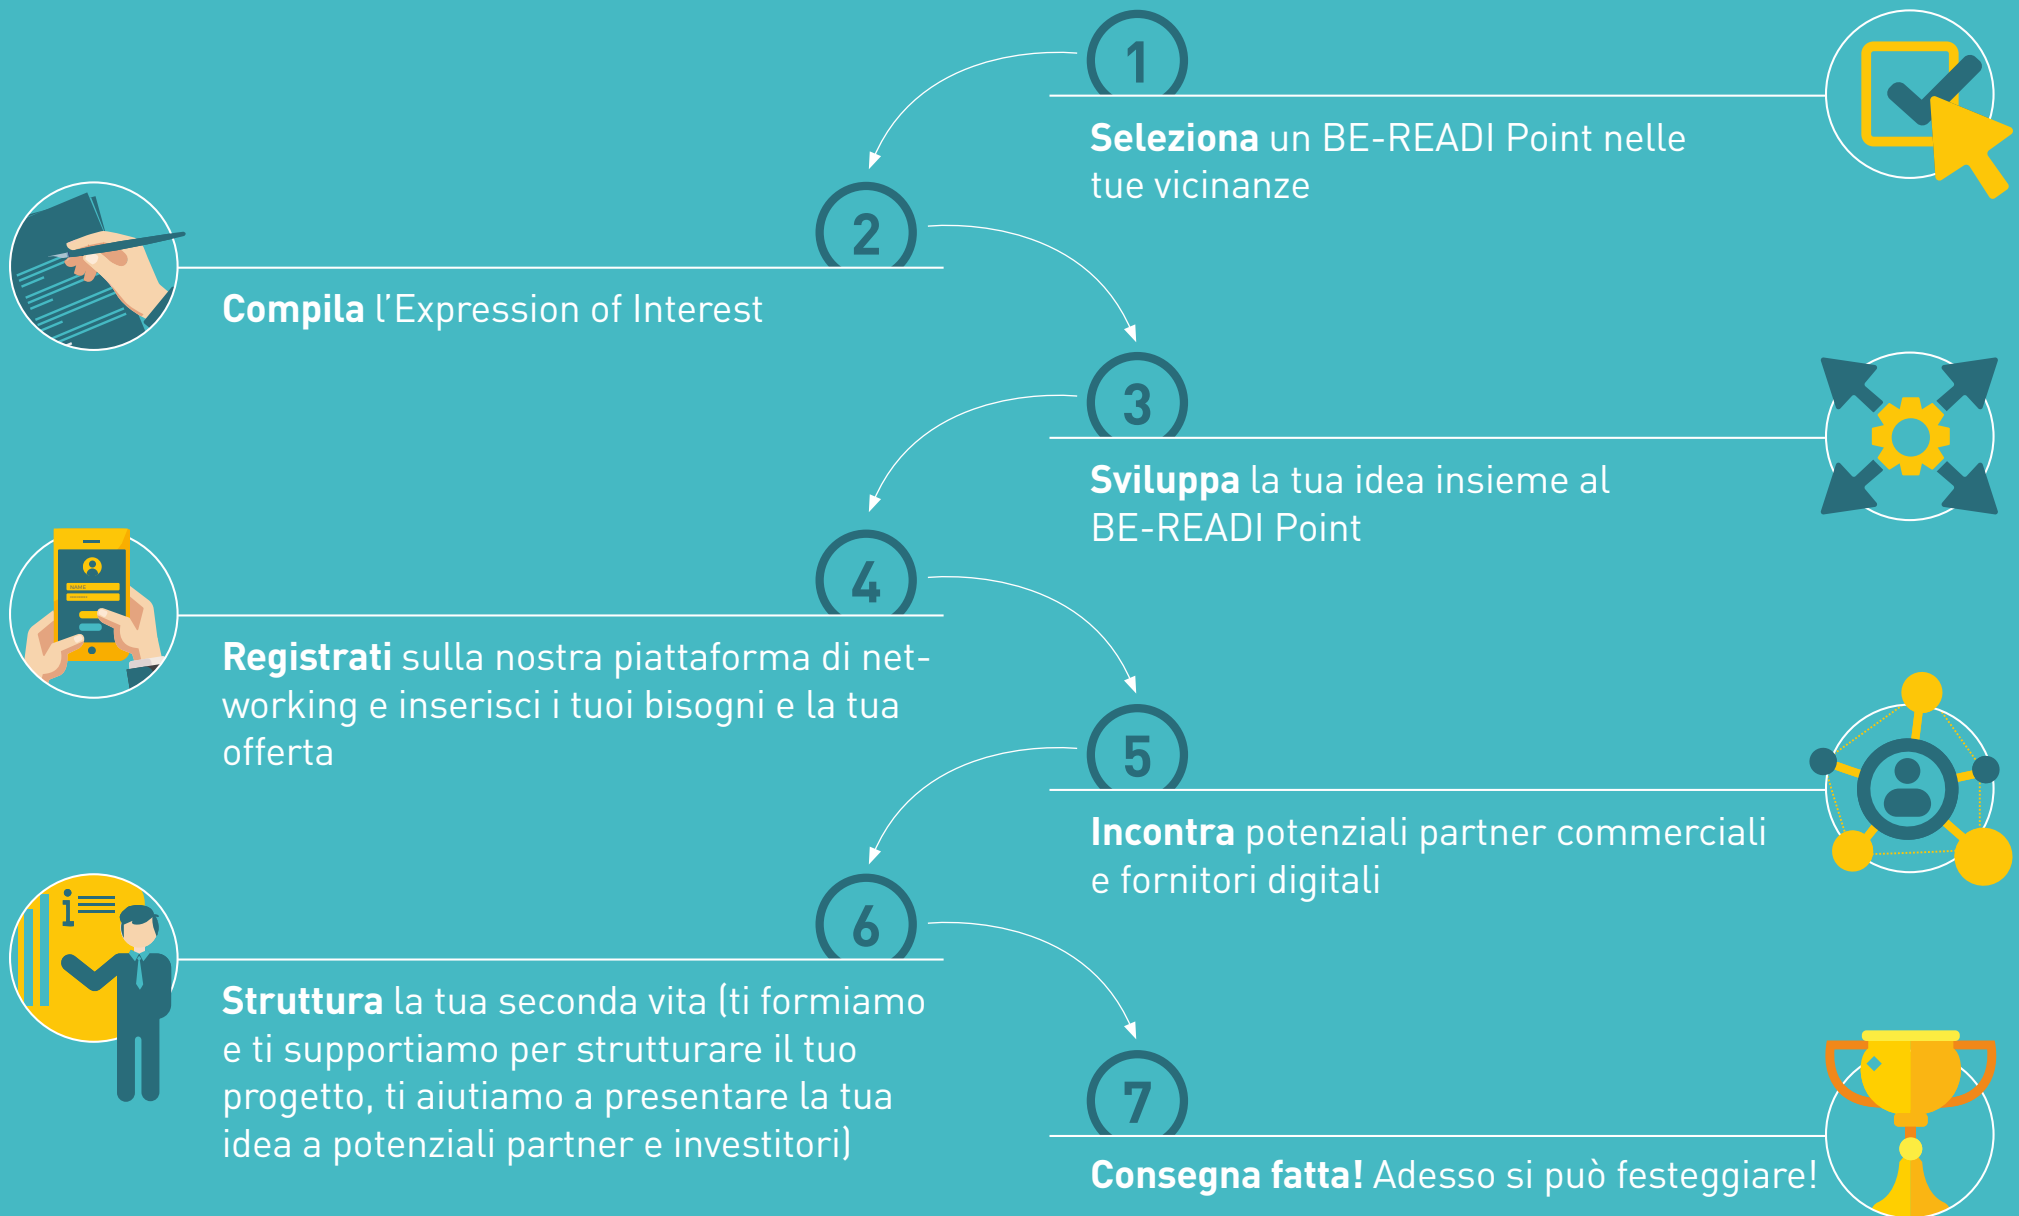 1
Seleziona un BE-READI Point nelle
tue vicinanze
2
Compila l’Expression of Interest
3
Sviluppa la tua idea insieme al
BE-READI Point
4
NAME
Registrati sulla nostra piattaforma di net-
working e inserisci i tuoi bisogni e la tua
offerta
5
Incontra potenziali partner commerciali
e fornitori digitali
6
i
Struttura la tua seconda vita (ti formiamo
e ti supportiamo per strutturare il tuo
progetto, ti aiutiamo a presentare la tua
idea a potenziali partner e investitori)
7
Consegna fatta! Adesso si può festeggiare!